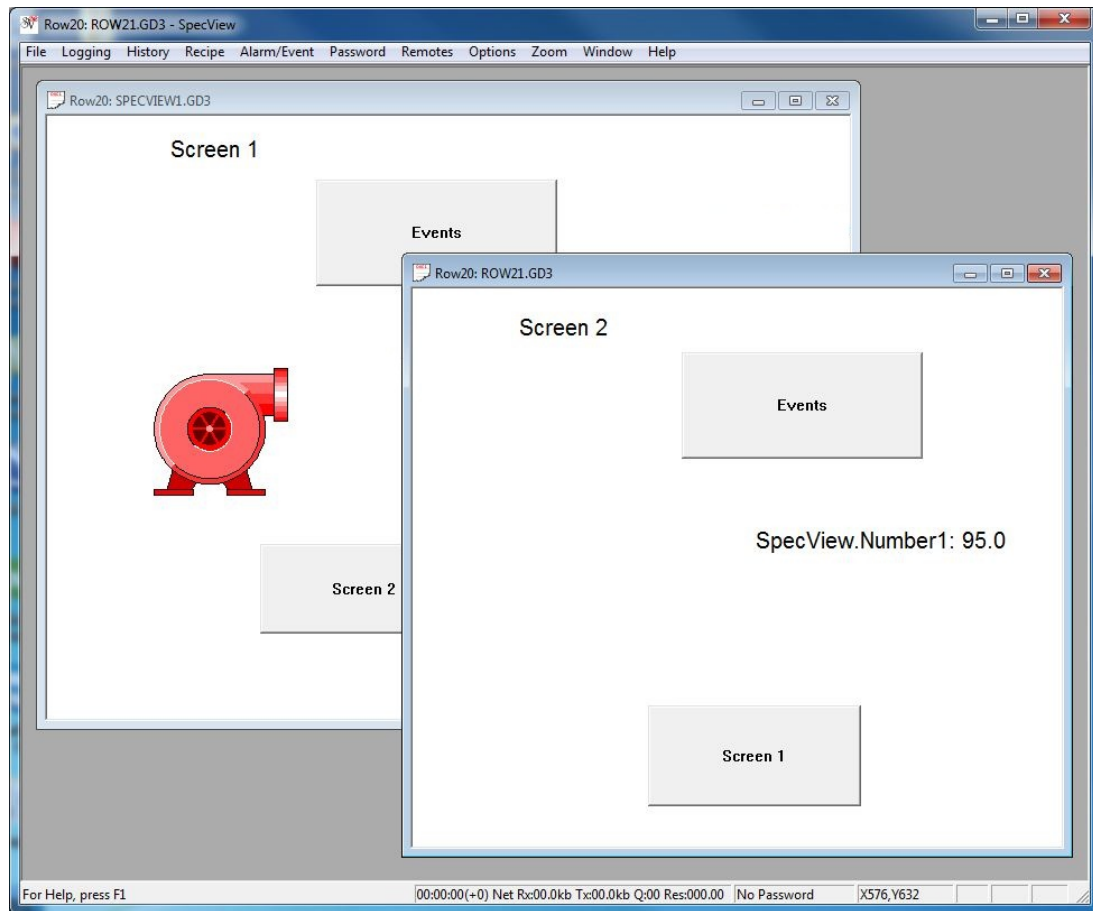 Row20: ROW21.GD3 - SpecView
File Logging History Recipe Alarm/Event Password Remotes Options Zoom Window Help
Row20: SPECVIEW1.GD3
Screen 1
Events
Screen 2
Row20: ROW21.GD3
Screen 2
Events
SpecView.Number1: 95.0
Screen 1
For Help, press F1
00:00:00(+0) Net Rx:00.0kb Tx:00.0kb Q:00 Res:000.00
No Password
X576,Y632